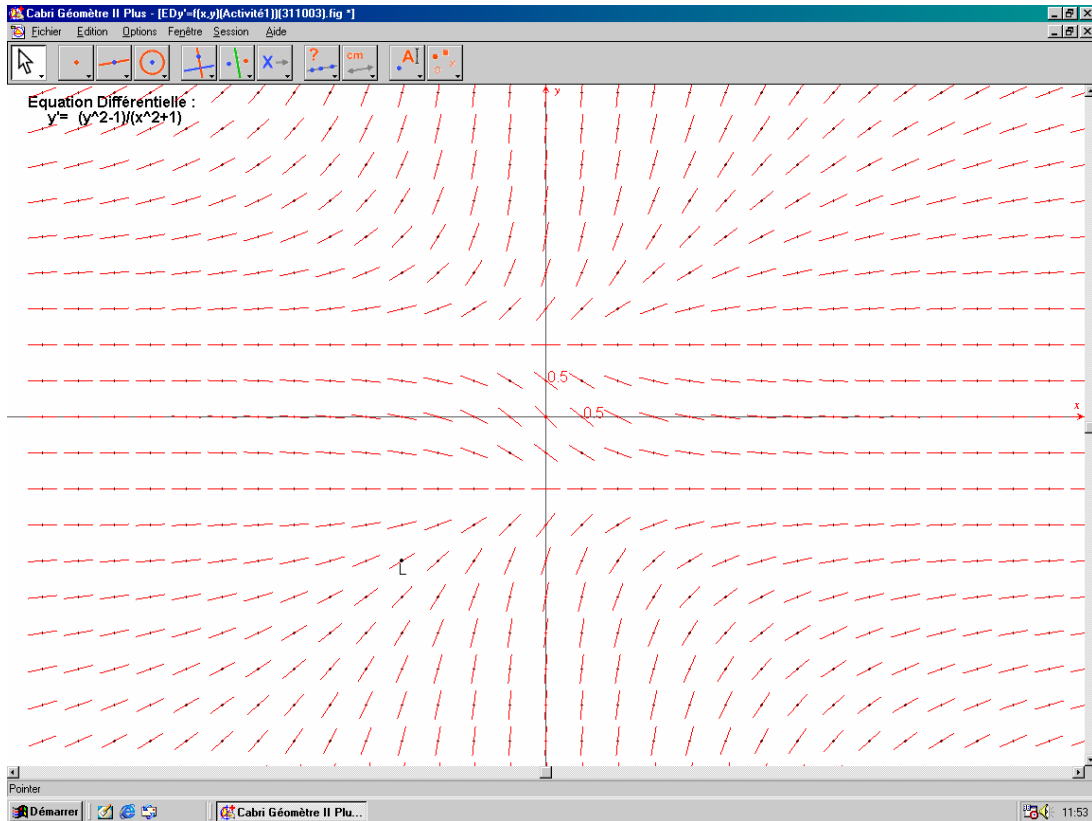 Cabri Géomètre II Plus - [EDy'=f(x,y)(Activité1)](311003).fig *]
Fichier Edition Options Fenêtre Session Aide
X ? cm A
Equation Différentielle :
y'= (y^2-1)/(x^2+1)
y
0.5
0.5
x
L
Pointer
Démarrer Cabri Géomètre II Plu... 11:53